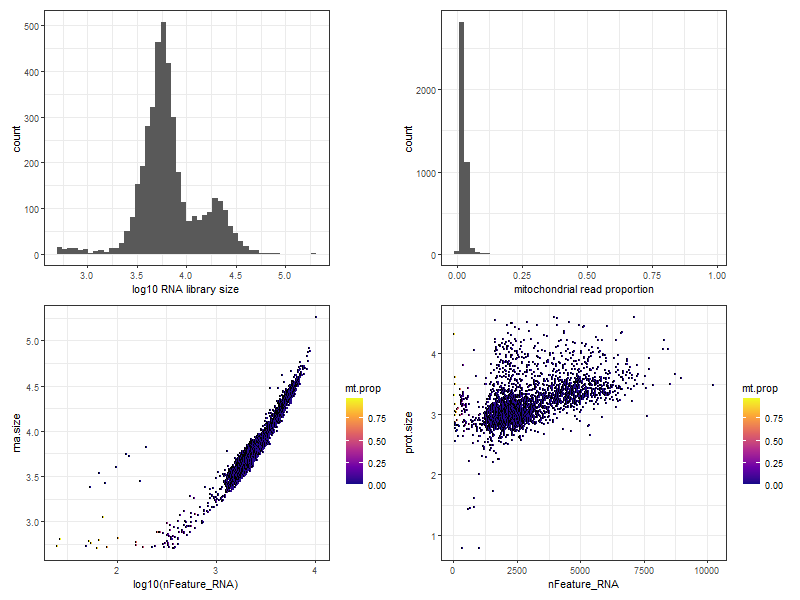 500
400
300
200
100
0
count
3.0 3.5 4.0 4.5 5.0
log10 RNA library size
2000
1000
0
count
0.00 0.25 0.50 0.75 1.00
mitochondrial read proportion
5.0
4.5
4.0
3.5
3.0
rna.size
2 3 4
log10(nFeature_RNA)
mt.prop
0.75
0.50
0.25
0.00
4
3
2
1
prot.size
0 2500 5000 7500 10000
nFeature_RNA
mt.prop
0.75
0.50
0.25
0.00